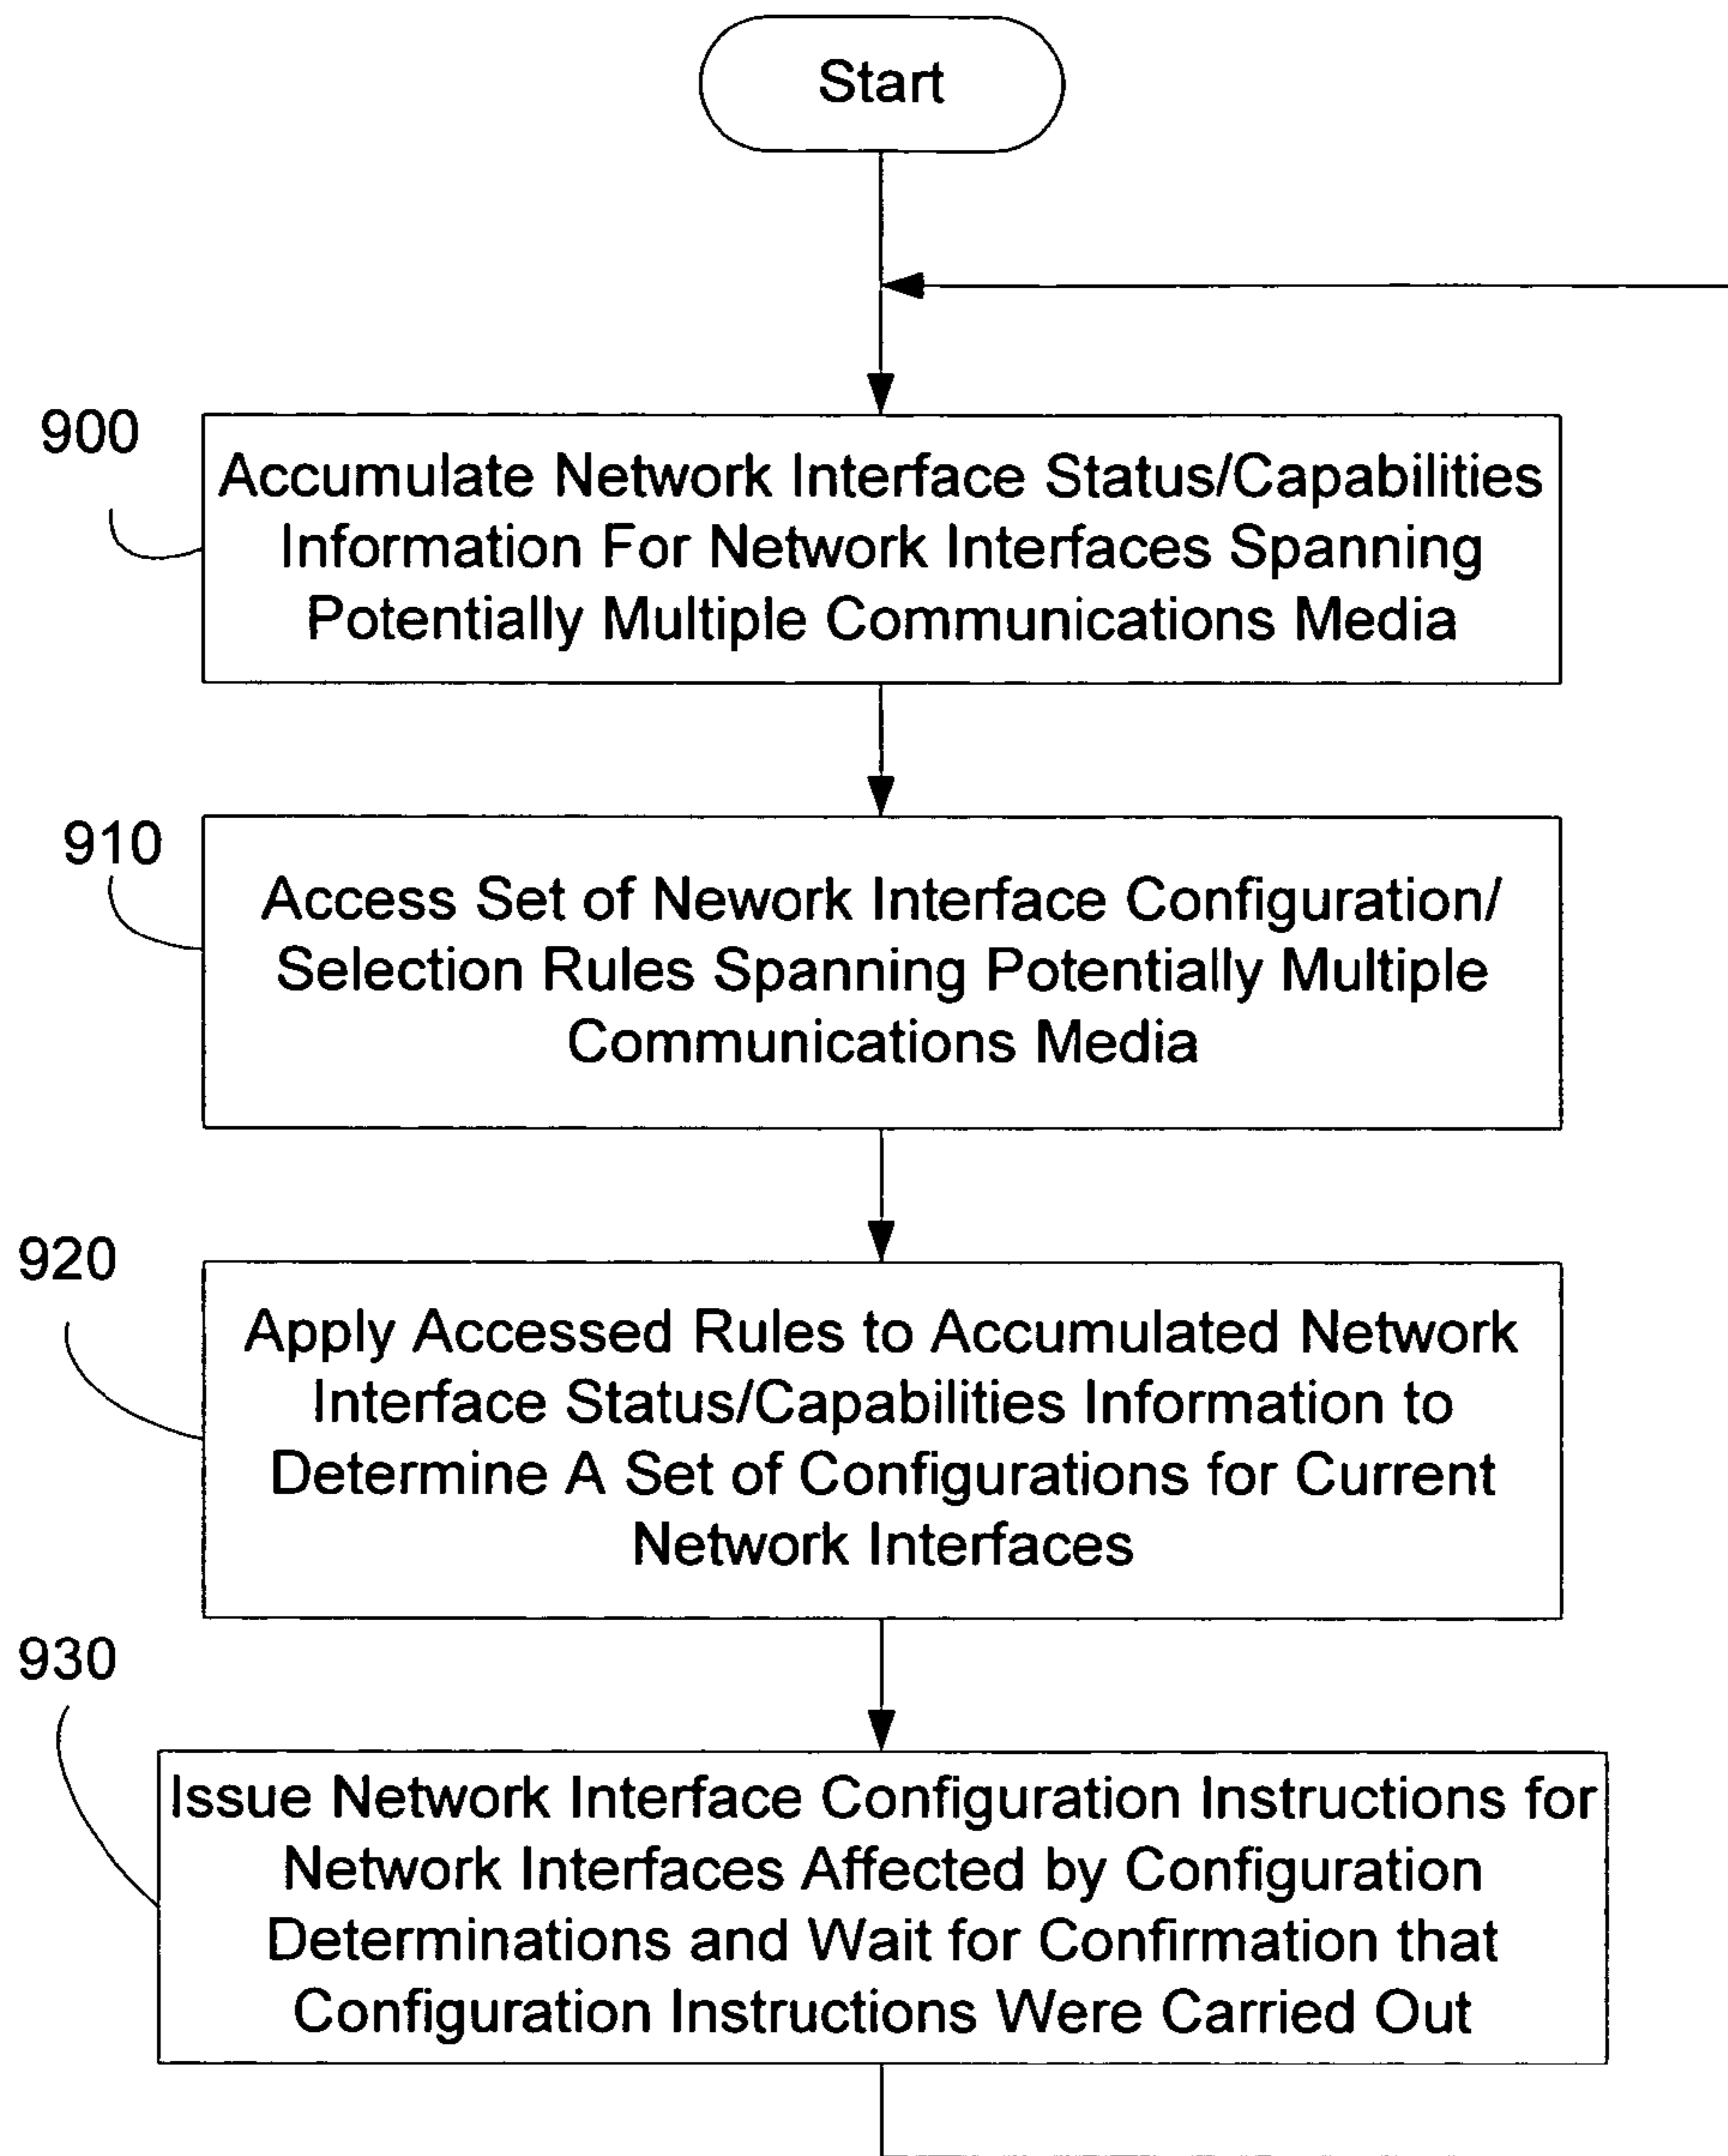 Start
900
Accumulate Network Interface Status/Capabilities
Information For Network Interfaces Spanning
Potentially Multiple Communications Media
910
Access Set of Nework Interface Configuration/
Selection Rules Spanning Potentially Multiple
Communications Media
920
Apply Accessed Rules to Accumulated Network
Interface Status/Capabilities Information to
Determine A Set of Configurations for Current
Network Interfaces
930
Issue Network Interface Configuration Instructions for
Network Interfaces Affected by Configuration
Determinations and Wait for Confirmation that
Configuration Instructions Were Carried Out